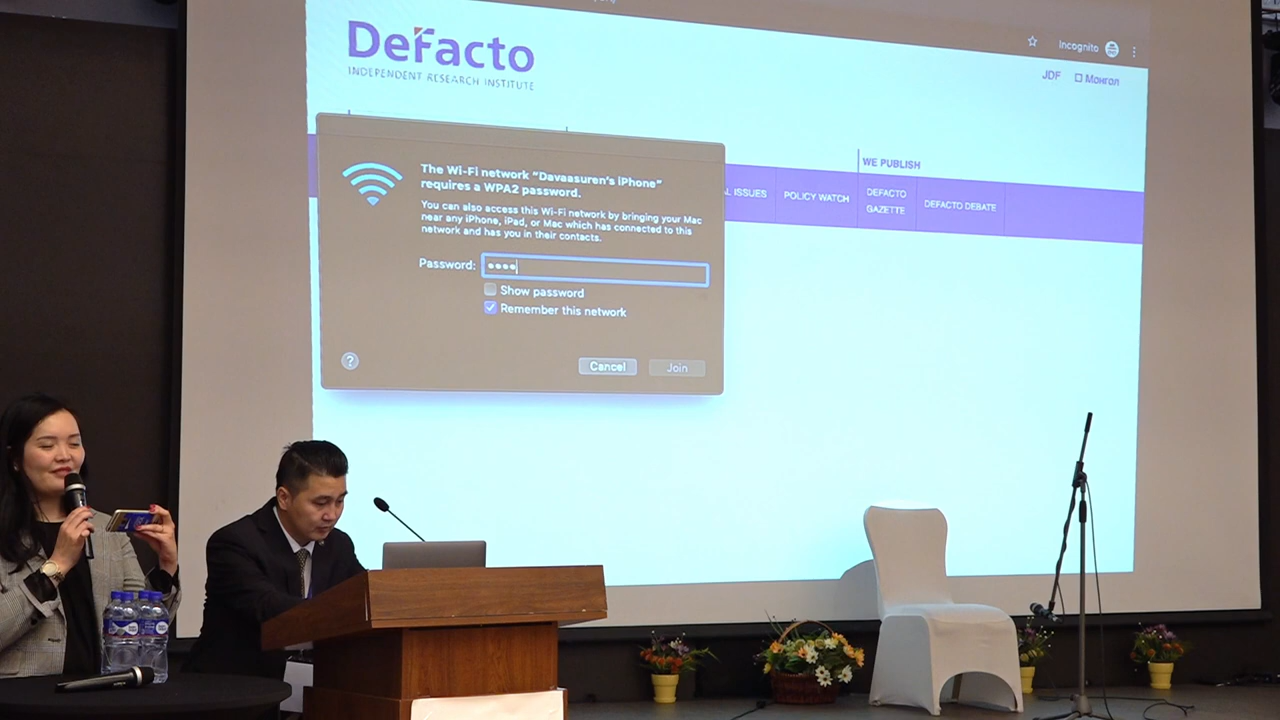 DeFacto
INDEPENDENT RESEARCH INSTITUTE
Incognito
JDF
Монгол
WE PUBLISH
L ISSUES
POLICY WATCH
DEFACTO
GAZETTE
DEFACTO DEBATE
The Wi-Fi network "Davaasuren's iPhone"
requires a WPA2 password.
You can also access this Wi-Fi network by bringing your Mac
near any iPhone, iPad, or Mac which has connected to this
network and has you in their contacts.
Password: ••••
Show password
Remember this network
?
Cancel
Join